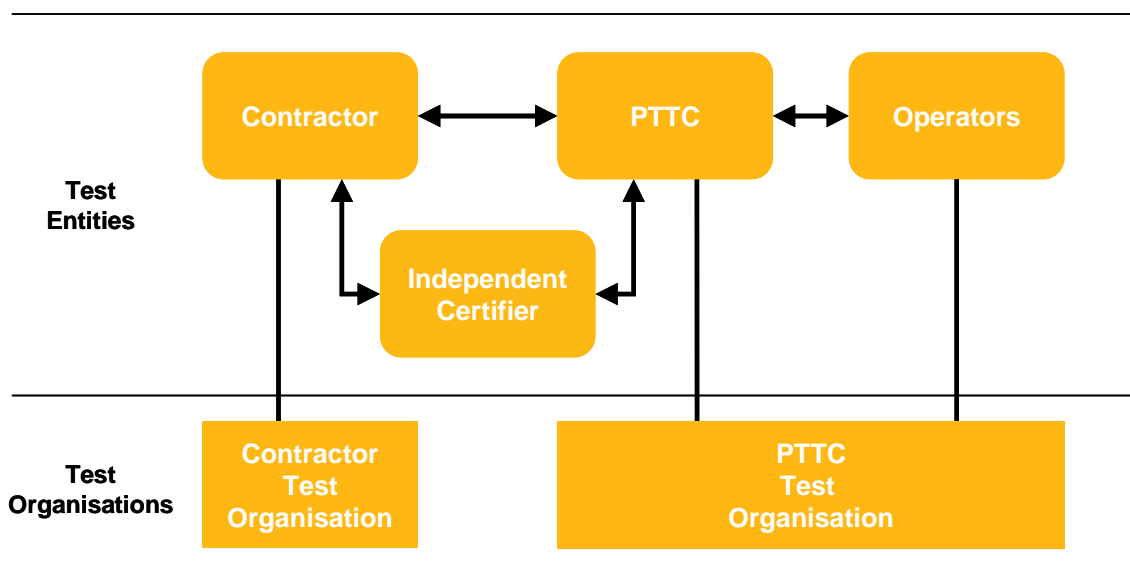 Contractor
PTTC
Operators
Test
Entities
Independent
Certifier
Test
Organisations
Contractor
Test
Organisation
PTTC
Test
Organisation